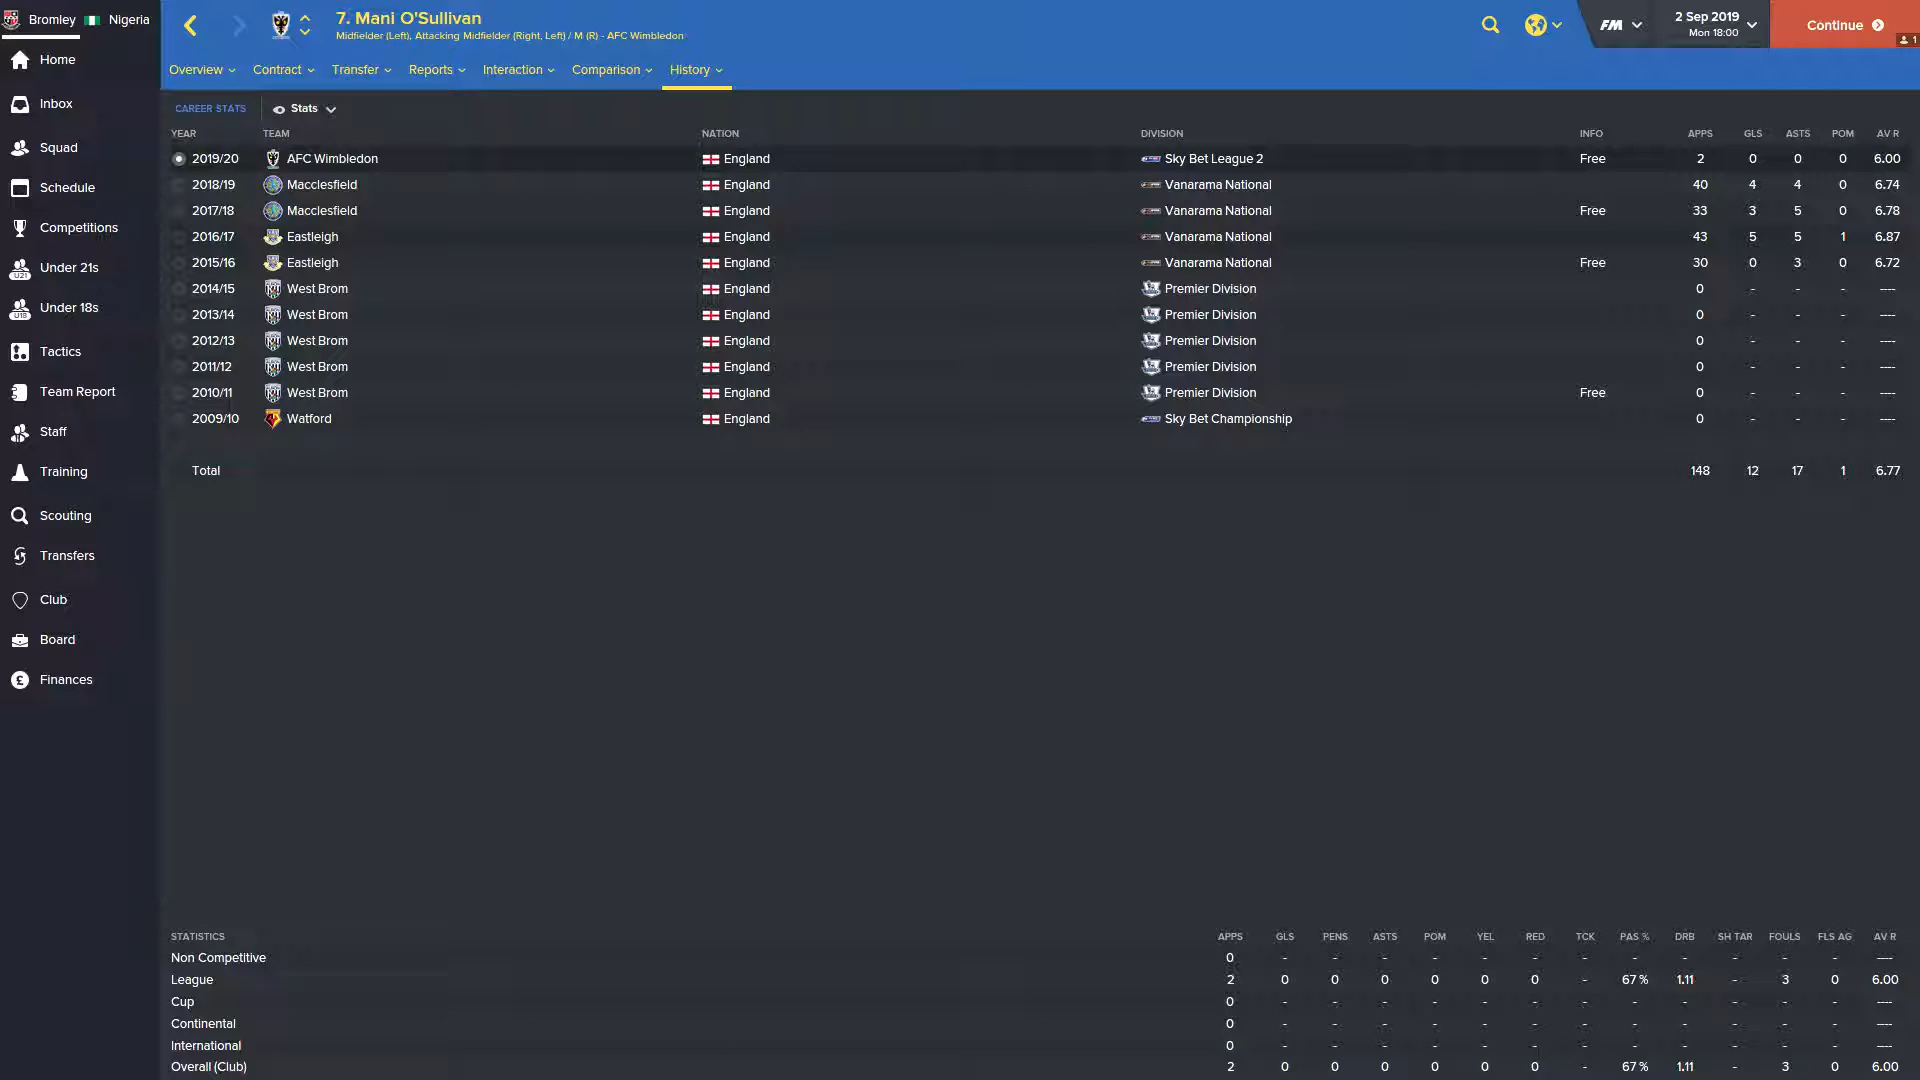 Bromley Nigeria
7. Mani O'Sullivan
Midfielder (Left), Attacking Midfielder (Right, Left) / M (R) - AFC Wimbledon
FM
2 Sep 2019
Mon 18:00
Continue
1
Overview Contract Transfer Reports Interaction Comparison History
Home
Inbox
Squad
Schedule
Competitions
Under 21s
U21
Under 18s
U18
Tactics
Team Report
Staff
Training
Scouting
Transfers
Club
Board
£ Finances
CAREER STATS Stats
YEAR TEAM NATION DIVISION INFO APPS GLS ASTS POM AV R
2019/20 AFC Wimbledon England Sky Bet League 2 Free 2 0 0 0 6.00
2018/19 Macclesfield England Vanarama National 40 4 4 0 6.74
2017/18 Macclesfield England Vanarama National Free 33 3 5 0 6.78
2016/17 Eastleigh England Vanarama National 43 5 5 1 6.87
2015/16 Eastleigh England Vanarama National Free 30 0 3 0 6.72
2014/15 West Brom England Premier Division 0 - - - ----
2013/14 West Brom England Premier Division 0 - - - ----
2012/13 West Brom England Premier Division 0 - - - ----
2011/12 West Brom England Premier Division 0 - - - ----
2010/11 West Brom England Premier Division Free 0 - - - ----
2009/10 Watford England Sky Bet Championship 0 - - - ----
Total 148 12 17 1 6.77
STATISTICS APPS GLS PENS ASTS POM YEL RED TCK PAS % DRB SH TAR FOULS FLS AG AV R
Non Competitive 0 - - - - - - - - - - - - ----
League 2 0 0 0 0 0 0 - 67 % 1.11 - 3 0 6.00
Cup 0 - - - - - - - - - - - - ----
Continental 0 - - - - - - - - - - - - ----
International 0 - - - - - - - - - - - - ----
Overall (Club) 2 0 0 0 0 0 0 - 67 % 1.11 - 3 0 6.00